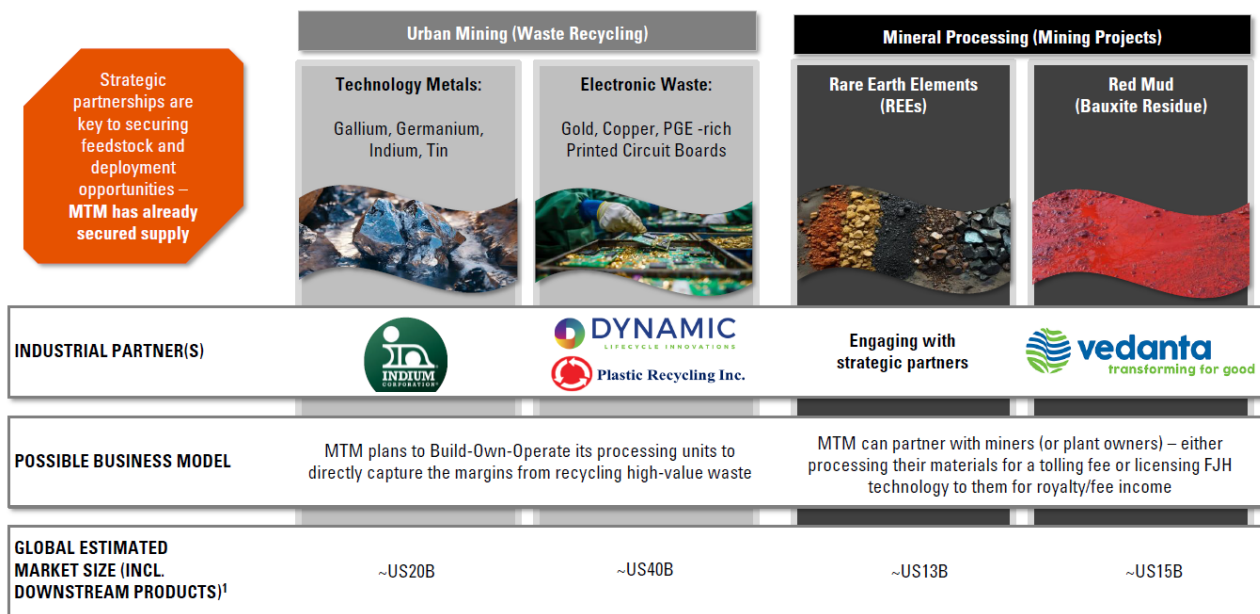 Strategic
partnerships are
key to securing
feedstock and
deployment
opportunities –
MTM has already
secured supply
Urban Mining (Waste Recycling)
Mineral Processing (Mining Projects)
Technology Metals:
Gallium, Germanium,
Indium, Tin
Electronic Waste:
Gold, Copper, PGE -rich
Printed Circuit Boards
Rare Earth Elements
(REEs)
Red Mud
(Bauxite Residue)
INDUSTRIAL PARTNER(S)
INDIUM
CORPORATION®
DYNAMIC
LIFECYCLE INNOVATIONS
Plastic Recycling Inc.
Engaging with
strategic partners
vedanta
transforming for good
POSSIBLE BUSINESS MODEL
MTM plans to Build-Own-Operate its processing units to
directly capture the margins from recycling high-value waste
MTM can partner with miners (or plant owners) – either
processing their materials for a tolling fee or licensing FJH
technology to them for royalty/fee income
GLOBAL ESTIMATED
MARKET SIZE (INCL.
DOWNSTREAM PRODUCTS)¹
~US20B
~US40B
~US13B
~US15B